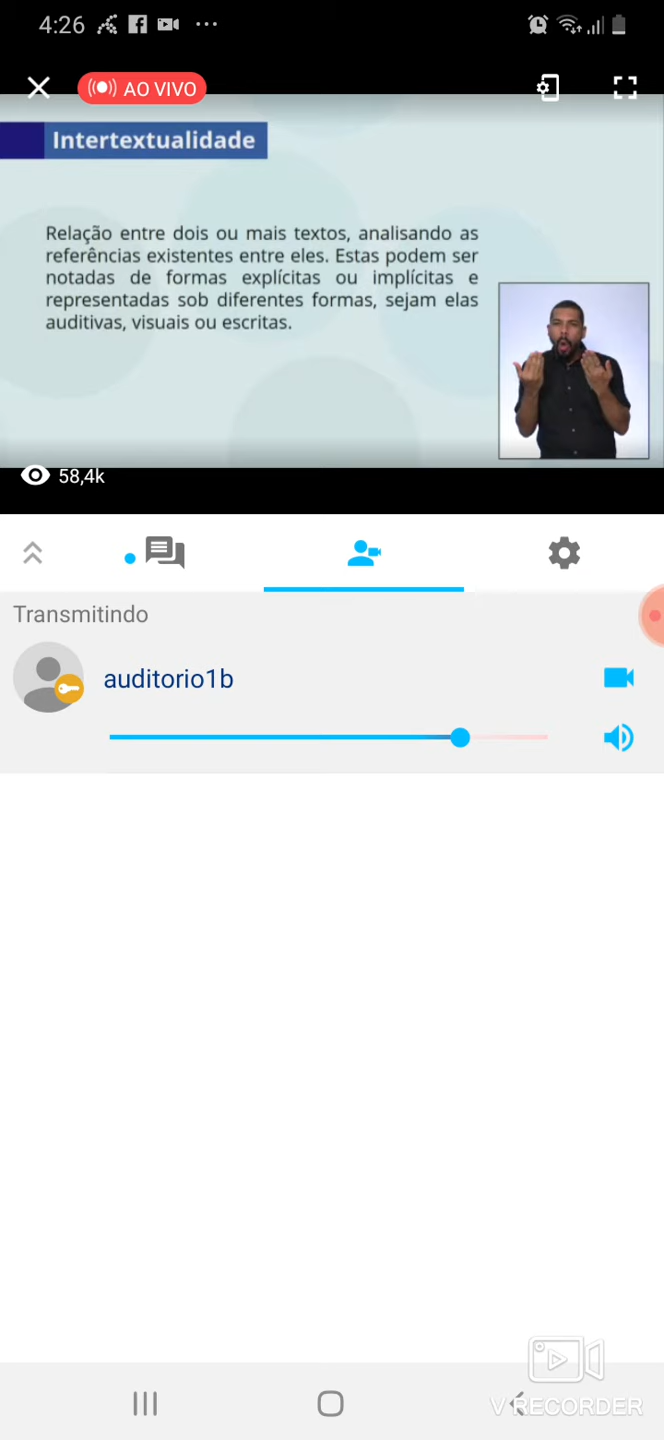 4:26
AO VIVO
Intertextualidade
Relação entre dois ou mais textos, analisando as
referências existentes entre eles. Estas podem ser
notadas de formas explícitas ou implícitas e
representadas sob diferentes formas, sejam elas
auditivas, visuais ou escritas.
58,4k
Transmitindo
auditorio1b
V RECORDER